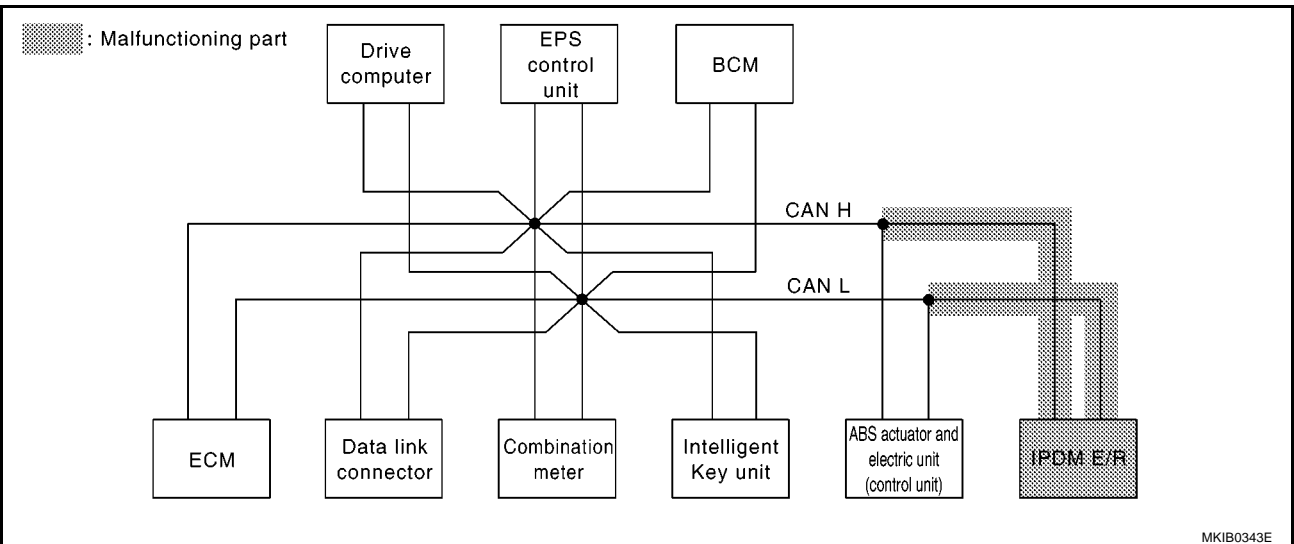 : Malfunctioning part
Drive
computer
EPS
control
unit
BCM
CAN H
CAN L
ECM
Data link
connector
Combination
meter
Intelligent
Key unit
ABS actuator and
electric unit
(control unit)
IPDM E/R
MKIB0343E